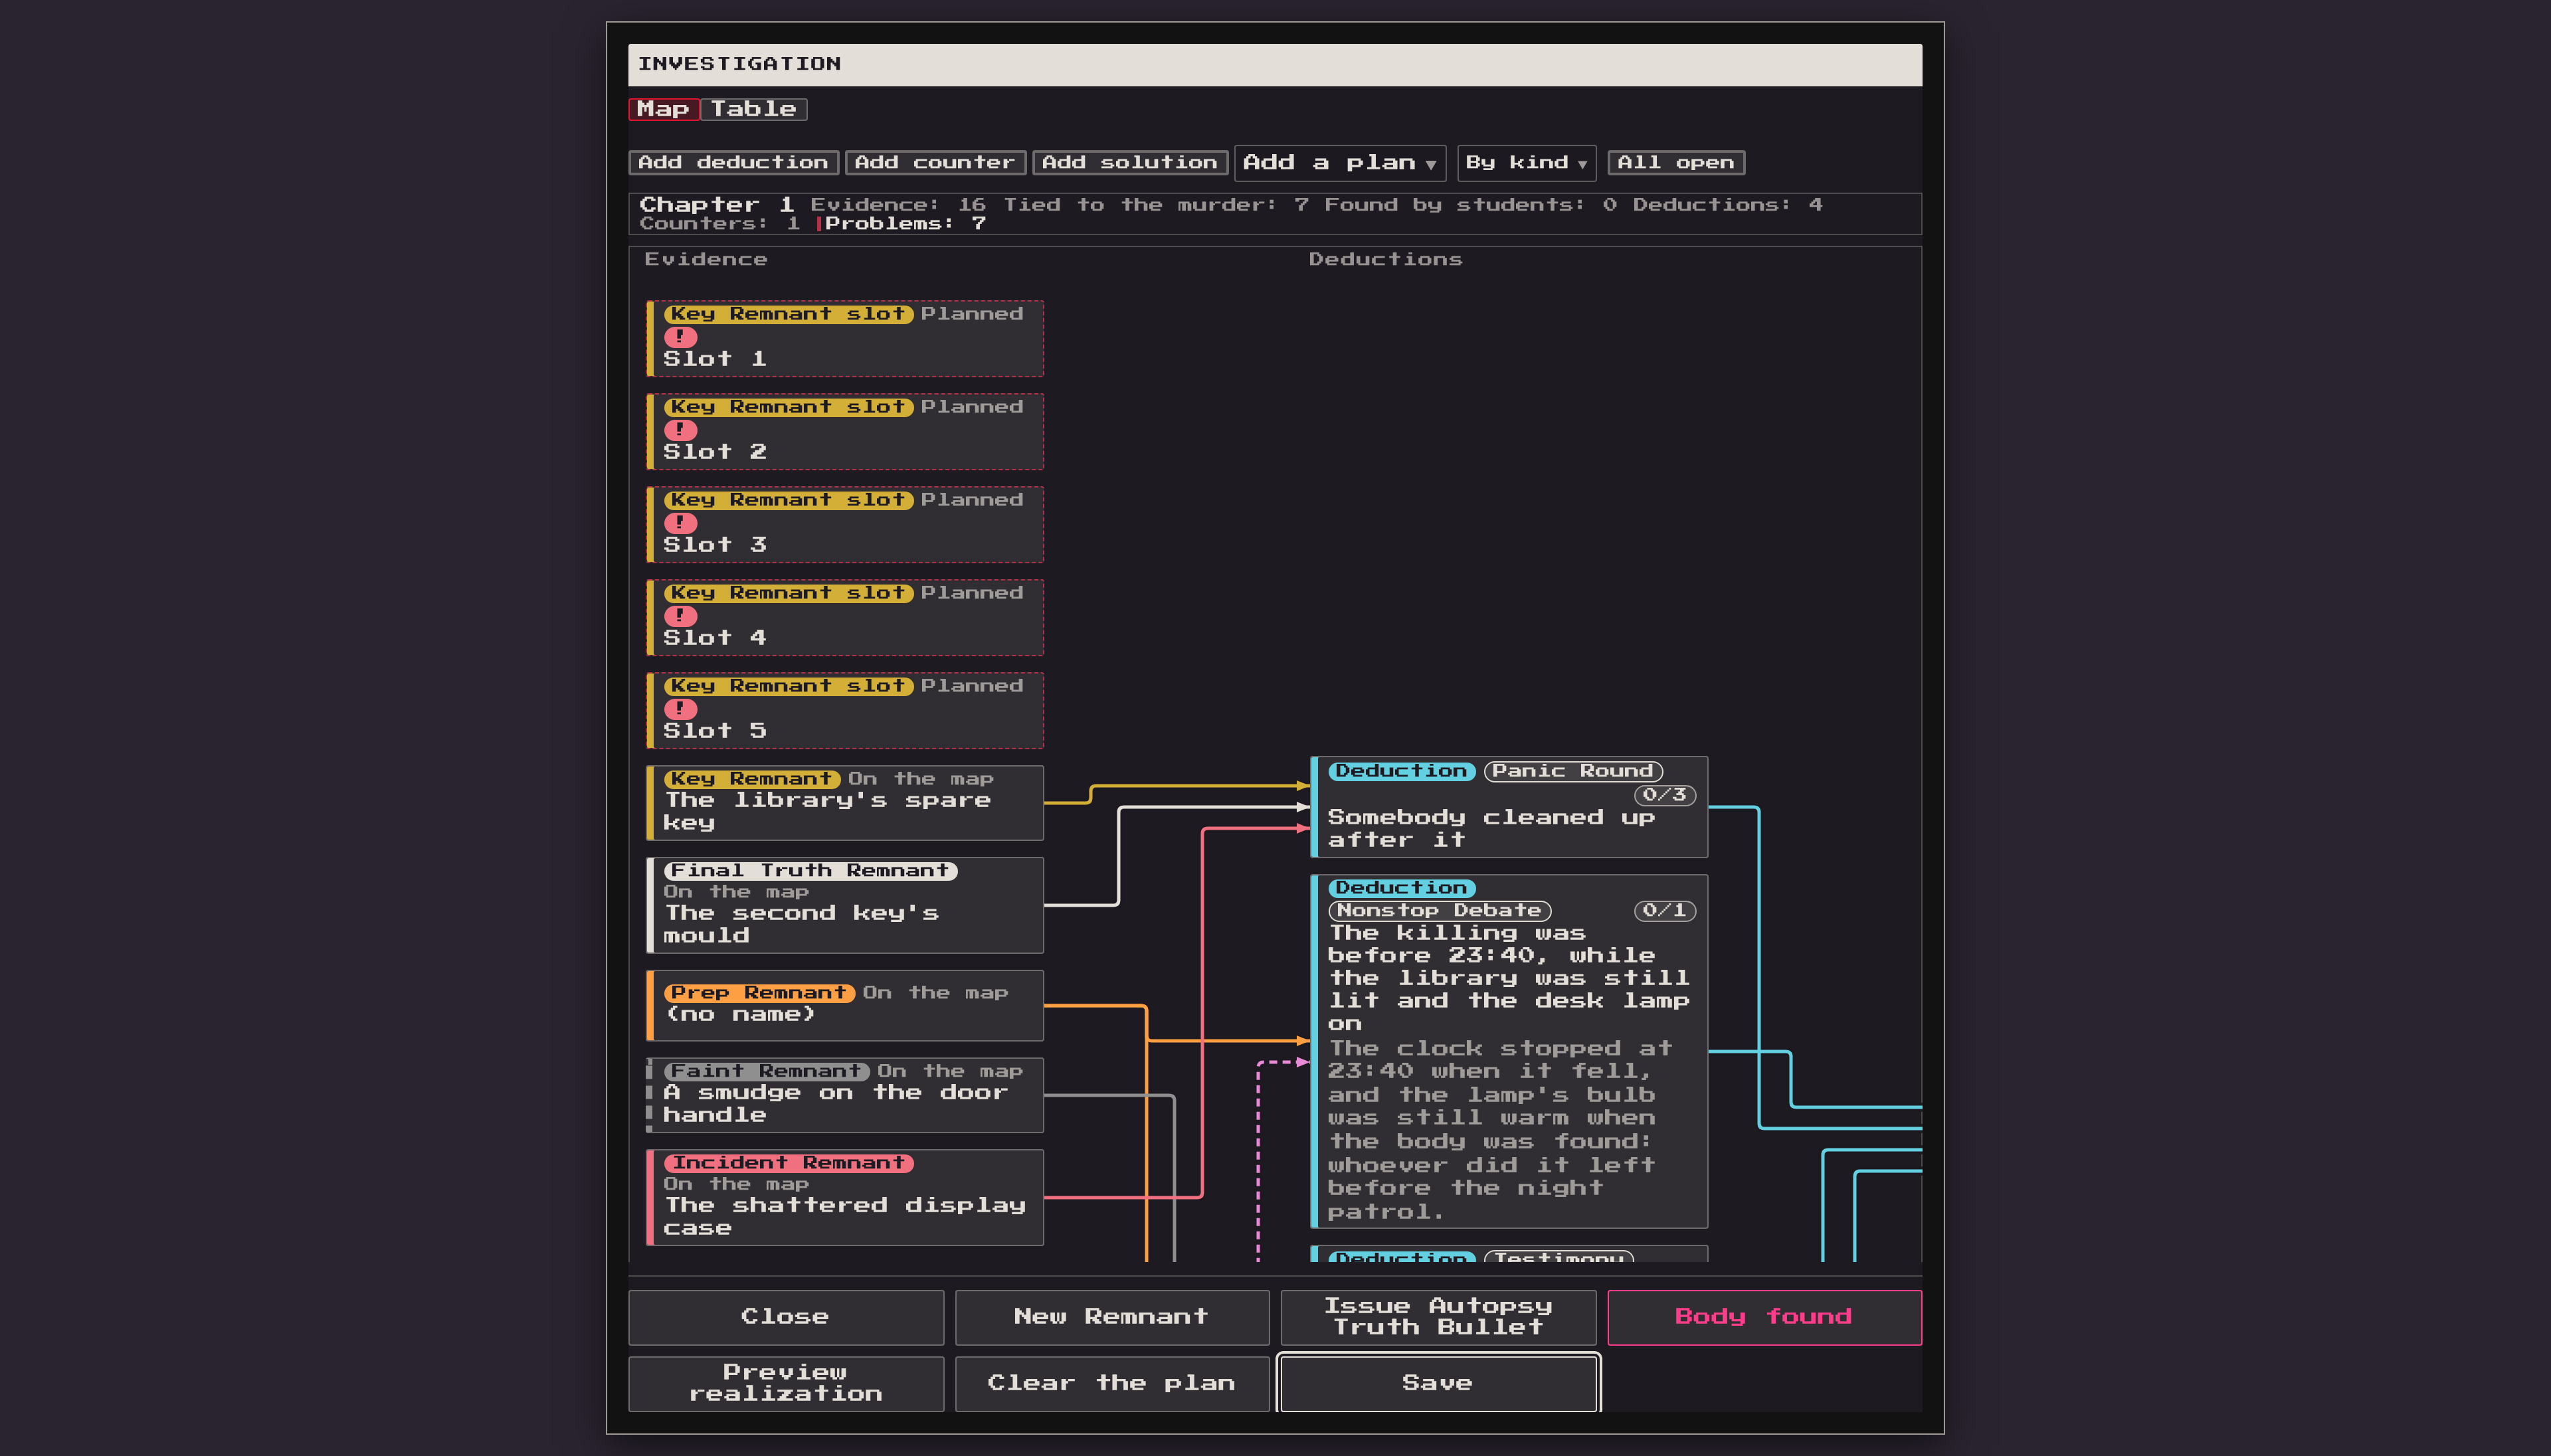 INVESTIGATION
Map Table
Add deduction Add counter Add solution Add a plan ▼ By kind ▼ All open
Chapter 1 Evidence: 16 Tied to the murder: 7 Found by students: 0 Deductions: 4
Counters: 1 Problems: 7
Evidence
Key Remnant slot Planned
!
Slot 1
Key Remnant slot Planned
!
Slot 2
Key Remnant slot Planned
!
Slot 3
Key Remnant slot Planned
!
Slot 4
Key Remnant slot Planned
!
Slot 5
Key Remnant On the map
The library's spare
key
Final Truth Remnant
On the map
The second key's
mould
Prep Remnant On the map
(no name)
Faint Remnant On the map
A smudge on the door
handle
Incident Remnant
On the map
The shattered display
case
Deductions
Deduction Panic Round
0/3
Somebody cleaned up
after it
Deduction
Nonstop Debate 0/1
The killing was
before 23:40, while
the library was still
lit and the desk lamp
on
The clock stopped at
23:40 when it fell,
and the lamp's bulb
was still warm when
the body was found:
whoever did it left
before the night
patrol.
Deduction Testimony
Close
New Remnant
Issue Autopsy
Truth Bullet
Body found
Preview
realization
Clear the plan
Save